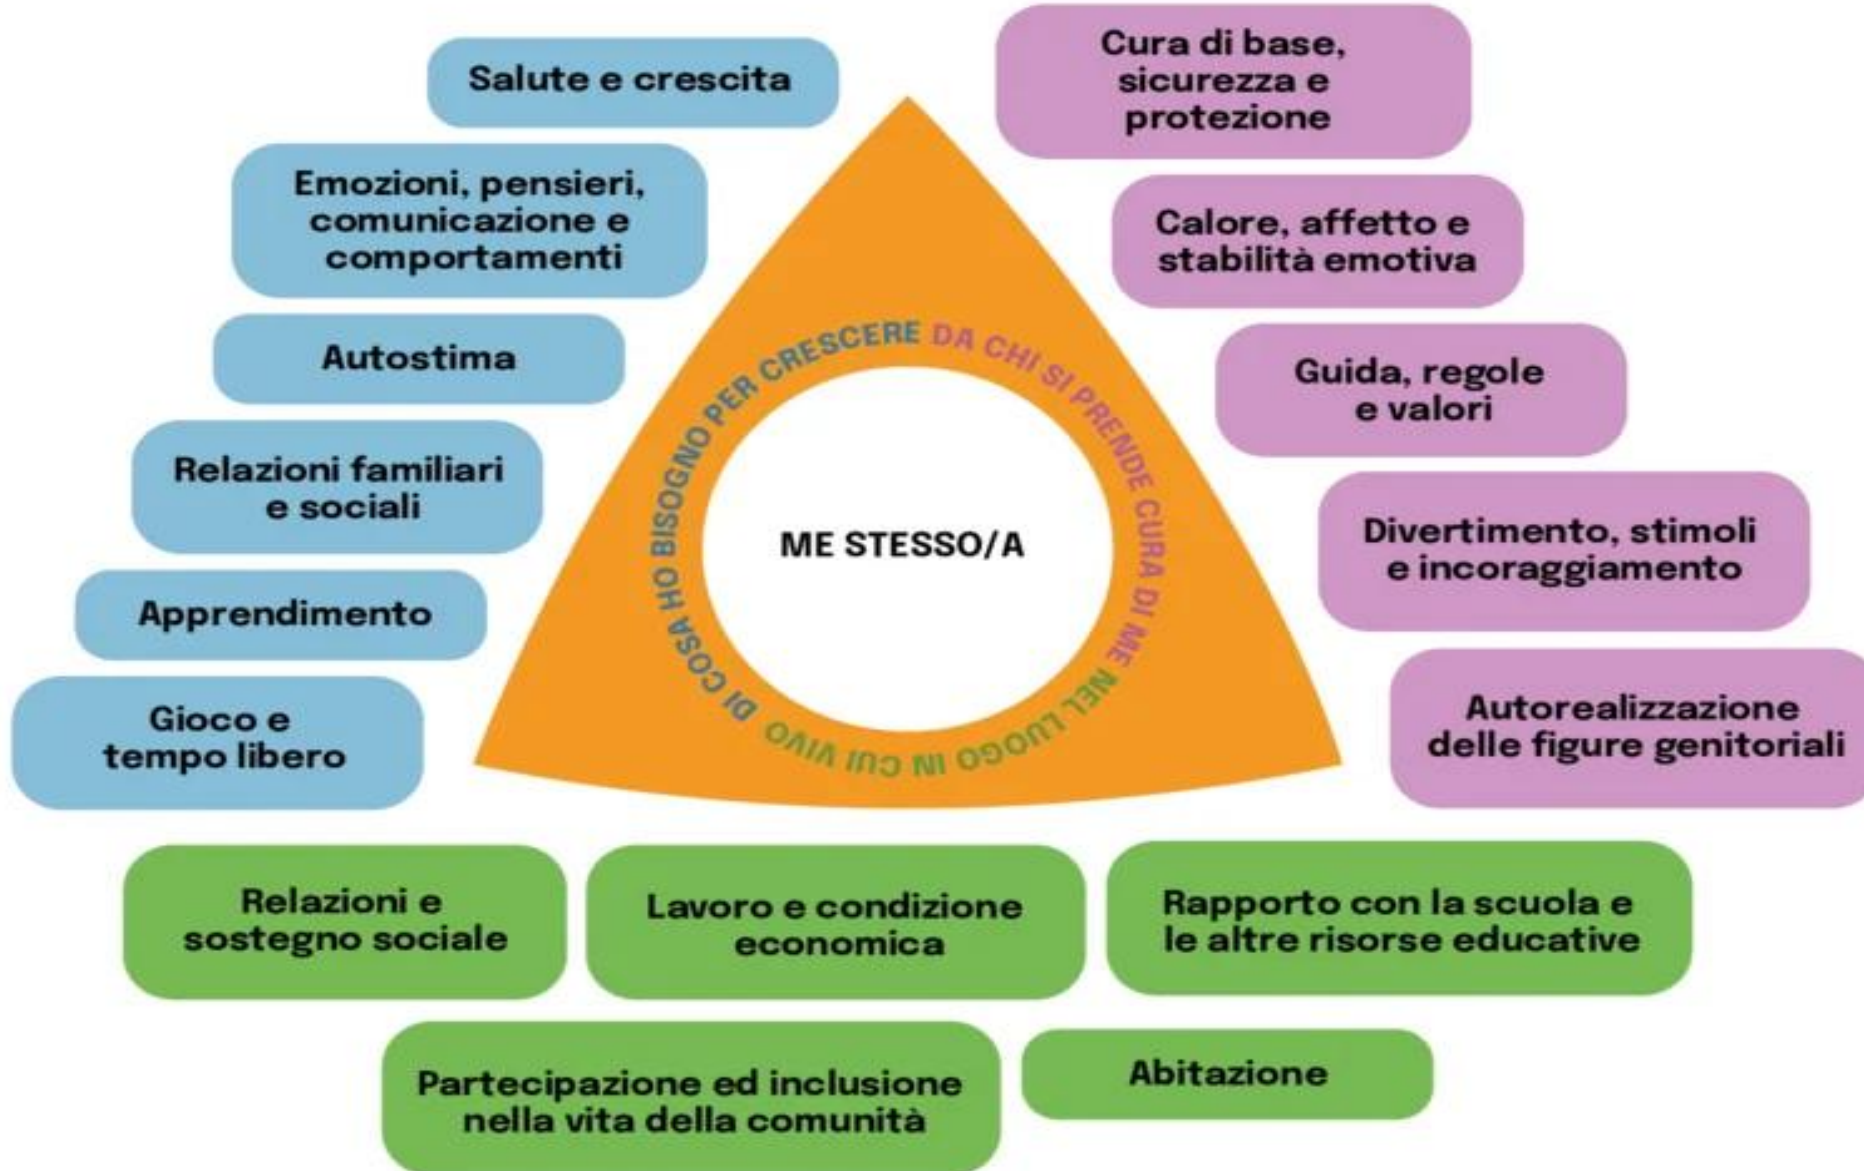 Salute e crescita
Emozioni, pensieri,
comunicazione e
comportamenti
Autostima
Relazioni familiari
e sociali
Apprendimento
Gioco e
tempo libero
Cura di base,
sicurezza e
protezione
Calore, affetto e
stabilità emotiva
Guida, regole
e valori
Divertimento, stimoli
e incoraggiamento
Autorealizzazione
delle figure genitoriali
DI COSA HO BISOGNO PER CRESCERE
DA CHI SI PRENDE CURA DI ME
NEL LUOGO IN CUI VIVO
ME STESSO/A
Relazioni e
sostegno sociale
Lavoro e condizione
economica
Rapporto con la scuola e
le altre risorse educative
Partecipazione ed inclusione
nella vita della comunità
Abitazione